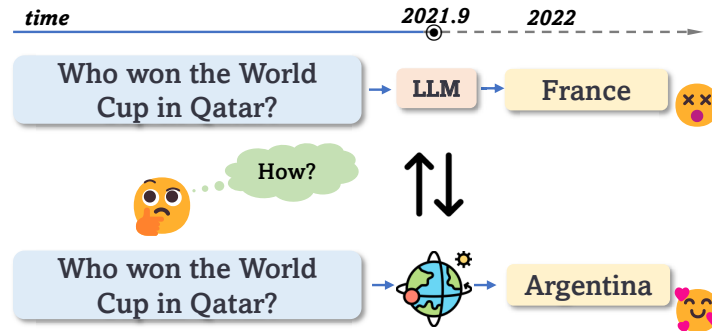 time 2021.9 2022
Who won the World
Cup in Qatar?
LLM
France
How?
Who won the World
Cup in Qatar?
Argentina